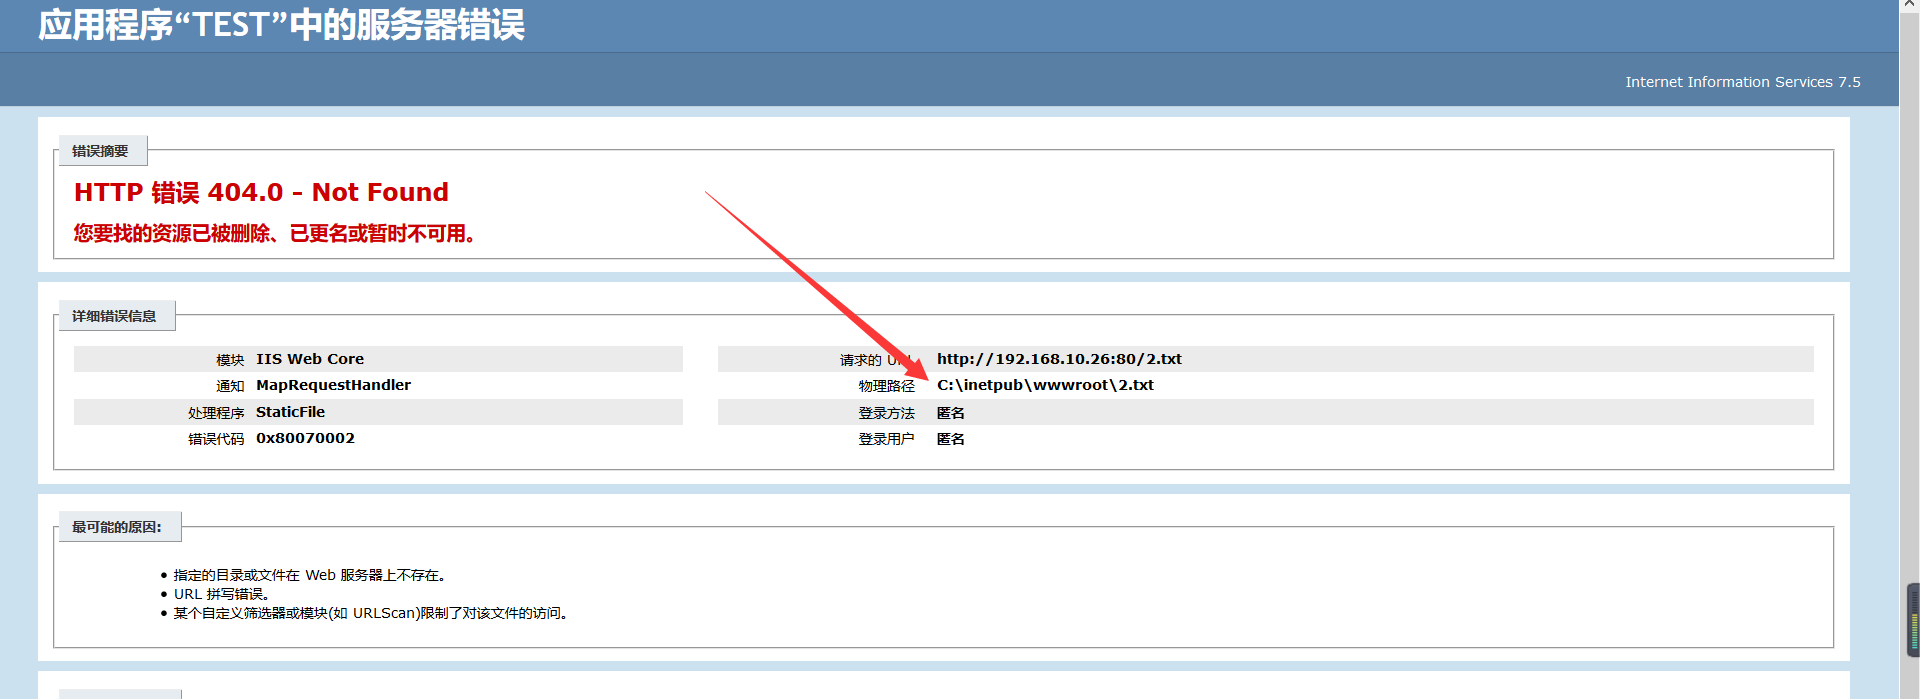 应用程序“TEST”中的服务器错误
Internet Information Services 7.5
错误摘要
HTTP 错误 404.0 - Not Found
您要找的资源已被删除、已更名或暂时不可用。
详细错误信息
模块 IIS Web Core
通知 MapRequestHandler
处理程序 StaticFile
错误代码 0x80070002
请求的 URL http://192.168.10.26:80/2.txt
物理路径 C:\inetpub\wwwroot\2.txt
登录方法 匿名
登录用户 匿名
最可能的原因:
• 指定的目录或文件在 Web 服务器上不存在。
• URL 拼写错误。
• 某个自定义筛选器或模块(如 URLScan)限制了对该文件的访问。